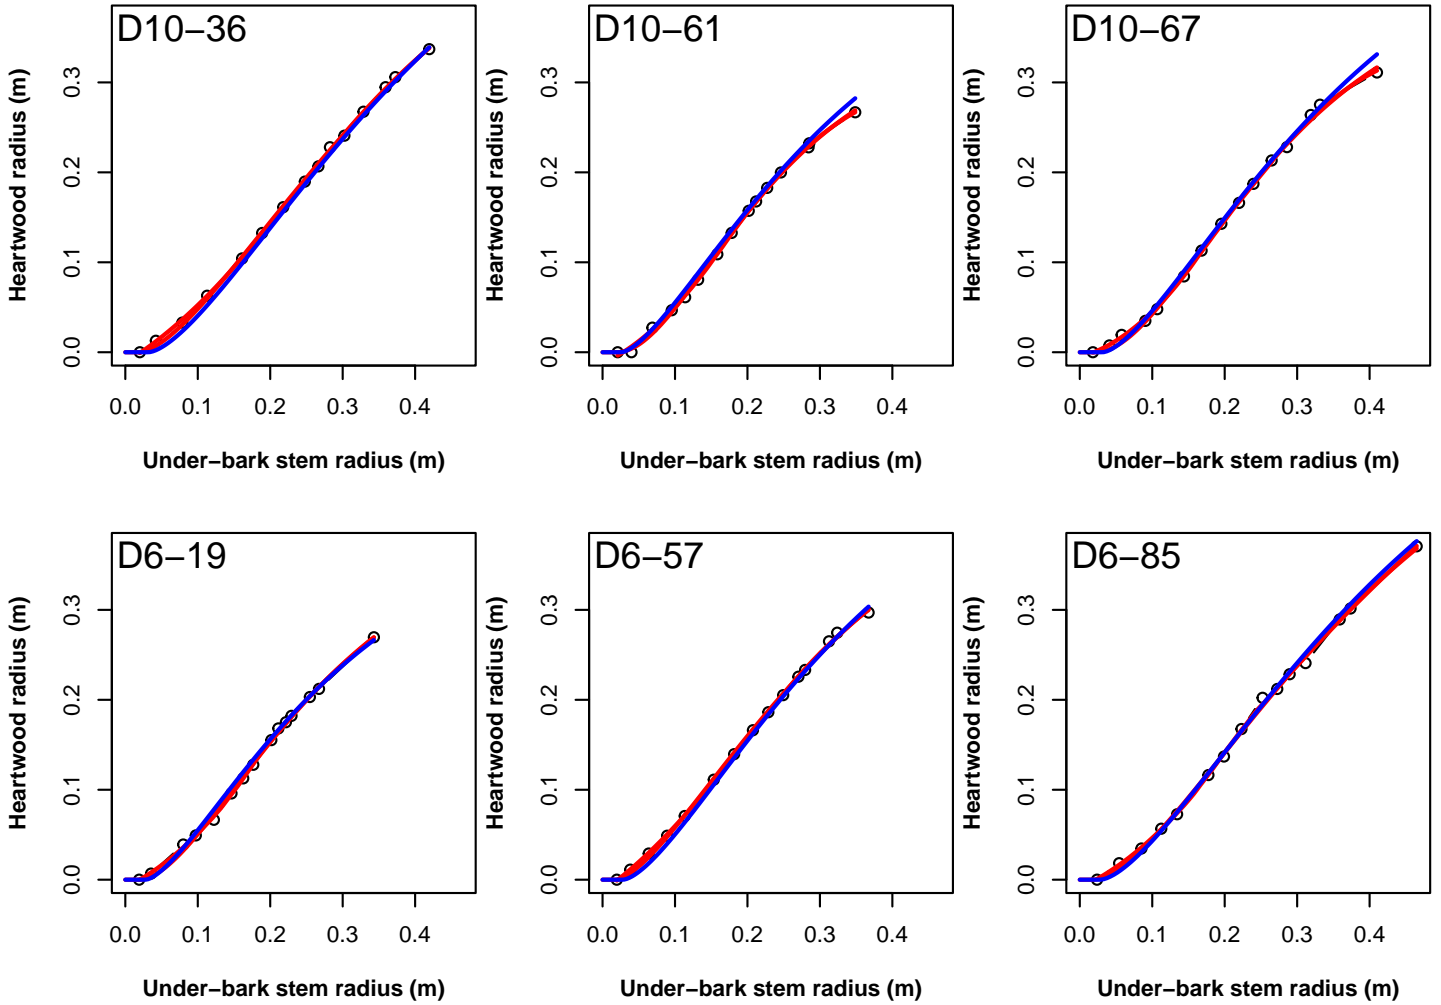 D10−36
D10−61
D10−67
Heartwood radius (m)
0.0 0.1 0.2 0.3
0.0 0.1 0.2 0.3 0.4
Under−bark stem radius (m)
Heartwood radius (m)
0.0 0.1 0.2 0.3
0.0 0.1 0.2 0.3 0.4
Under−bark stem radius (m)
Heartwood radius (m)
0.0 0.1 0.2 0.3
0.0 0.1 0.2 0.3 0.4
Under−bark stem radius (m)
D6−19
D6−57
D6−85
Heartwood radius (m)
0.0 0.1 0.2 0.3
0.0 0.1 0.2 0.3 0.4
Under−bark stem radius (m)
Heartwood radius (m)
0.0 0.1 0.2 0.3
0.0 0.1 0.2 0.3 0.4
Under−bark stem radius (m)
Heartwood radius (m)
0.0 0.1 0.2 0.3
0.0 0.1 0.2 0.3 0.4
Under−bark stem radius (m)